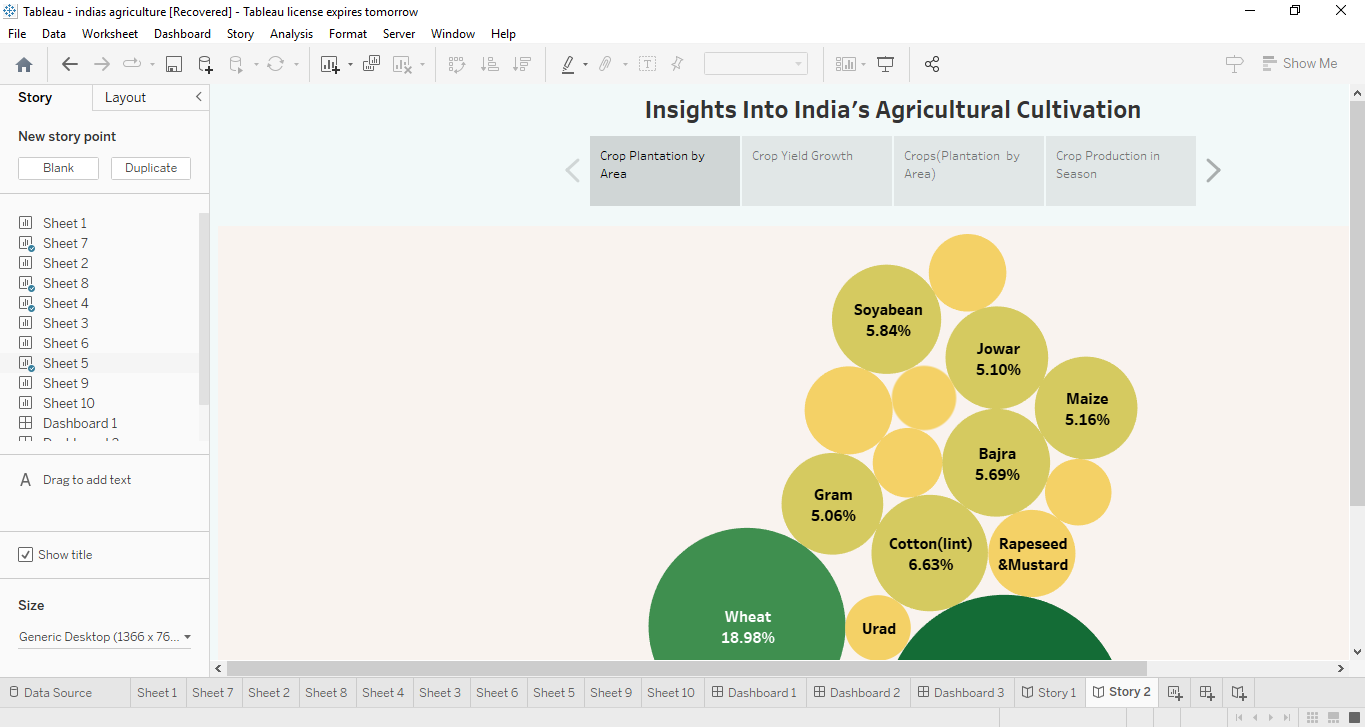 Tableau - indias agriculture [Recovered] - Tableau license expires tomorrow
File Data Worksheet Dashboard Story Analysis Format Server Window Help
Show Me
Story Layout
New story point
Blank Duplicate
Sheet 1
Sheet 7
Sheet 2
Sheet 8
Sheet 4
Sheet 3
Sheet 6
Sheet 5
Sheet 9
Sheet 10
Dashboard 1
A Drag to add text
Show title
Size
Generic Desktop (1366 x 76...
Insights Into India’s Agricultural Cultivation
Crop Plantation by
Area
Crop Yield Growth
Crops(Plantation by
Area)
Crop Production in
Season
Soyabean
5.84%
Jowar
5.10%
Maize
5.16%
Bajra
5.69%
Gram
5.06%
Cotton(lint)
6.63%
Rapeseed
&Mustard
Wheat
18.98%
Urad
Data Source Sheet 1 Sheet 7 Sheet 2 Sheet 8 Sheet 4 Sheet 3 Sheet 6 Sheet 5 Sheet 9 Sheet 10 Dashboard 1 Dashboard 2 Dashboard 3 Story 1 Story 2